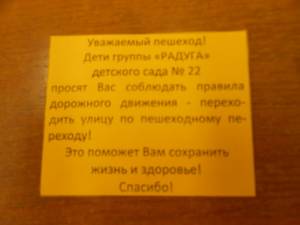 Уважаемый пешеход!
Дети группы «РАДУГА»
детского сада № 22
просят Вас соблюдать правила
дорожного движения - перехо-
дить улицу по пешеходному пе-
реходу!
Это поможет Вам сохранить
жизнь и здоровье!
Спасибо!